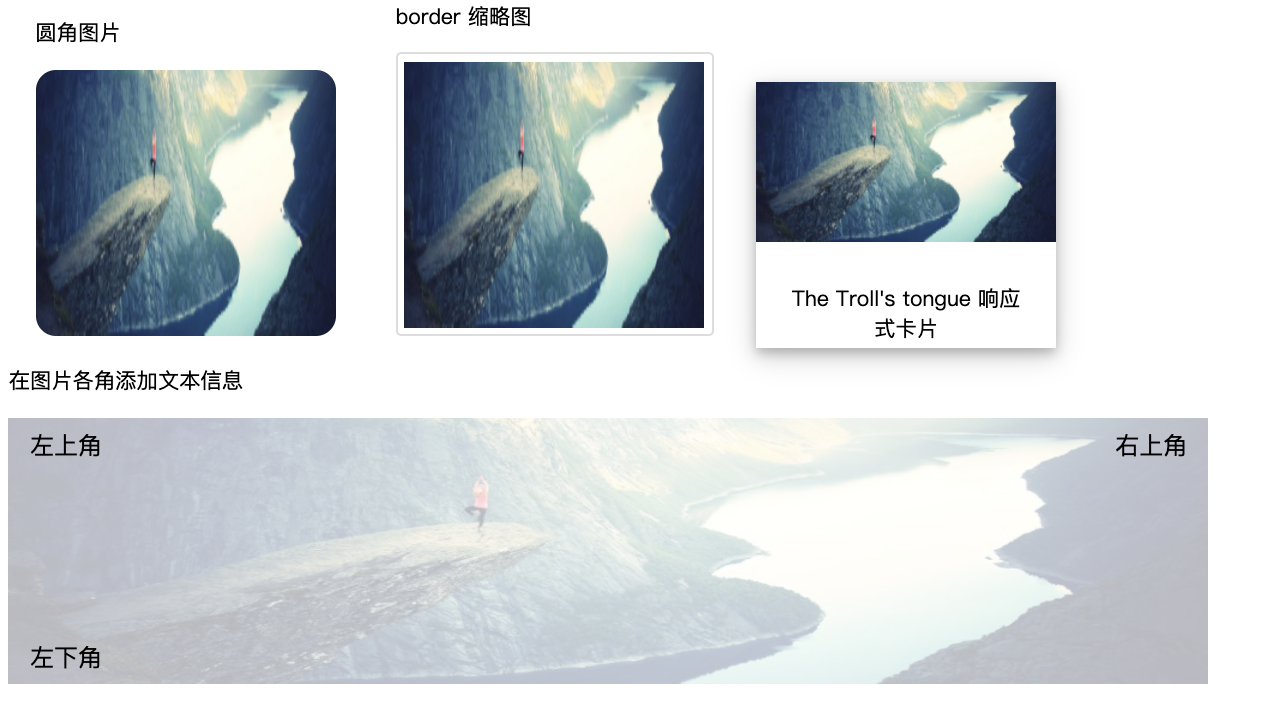 圆角图片
border 缩略图
The Troll's tongue 响应
式卡片
在图片各角添加文本信息
左上角
右上角
左下角